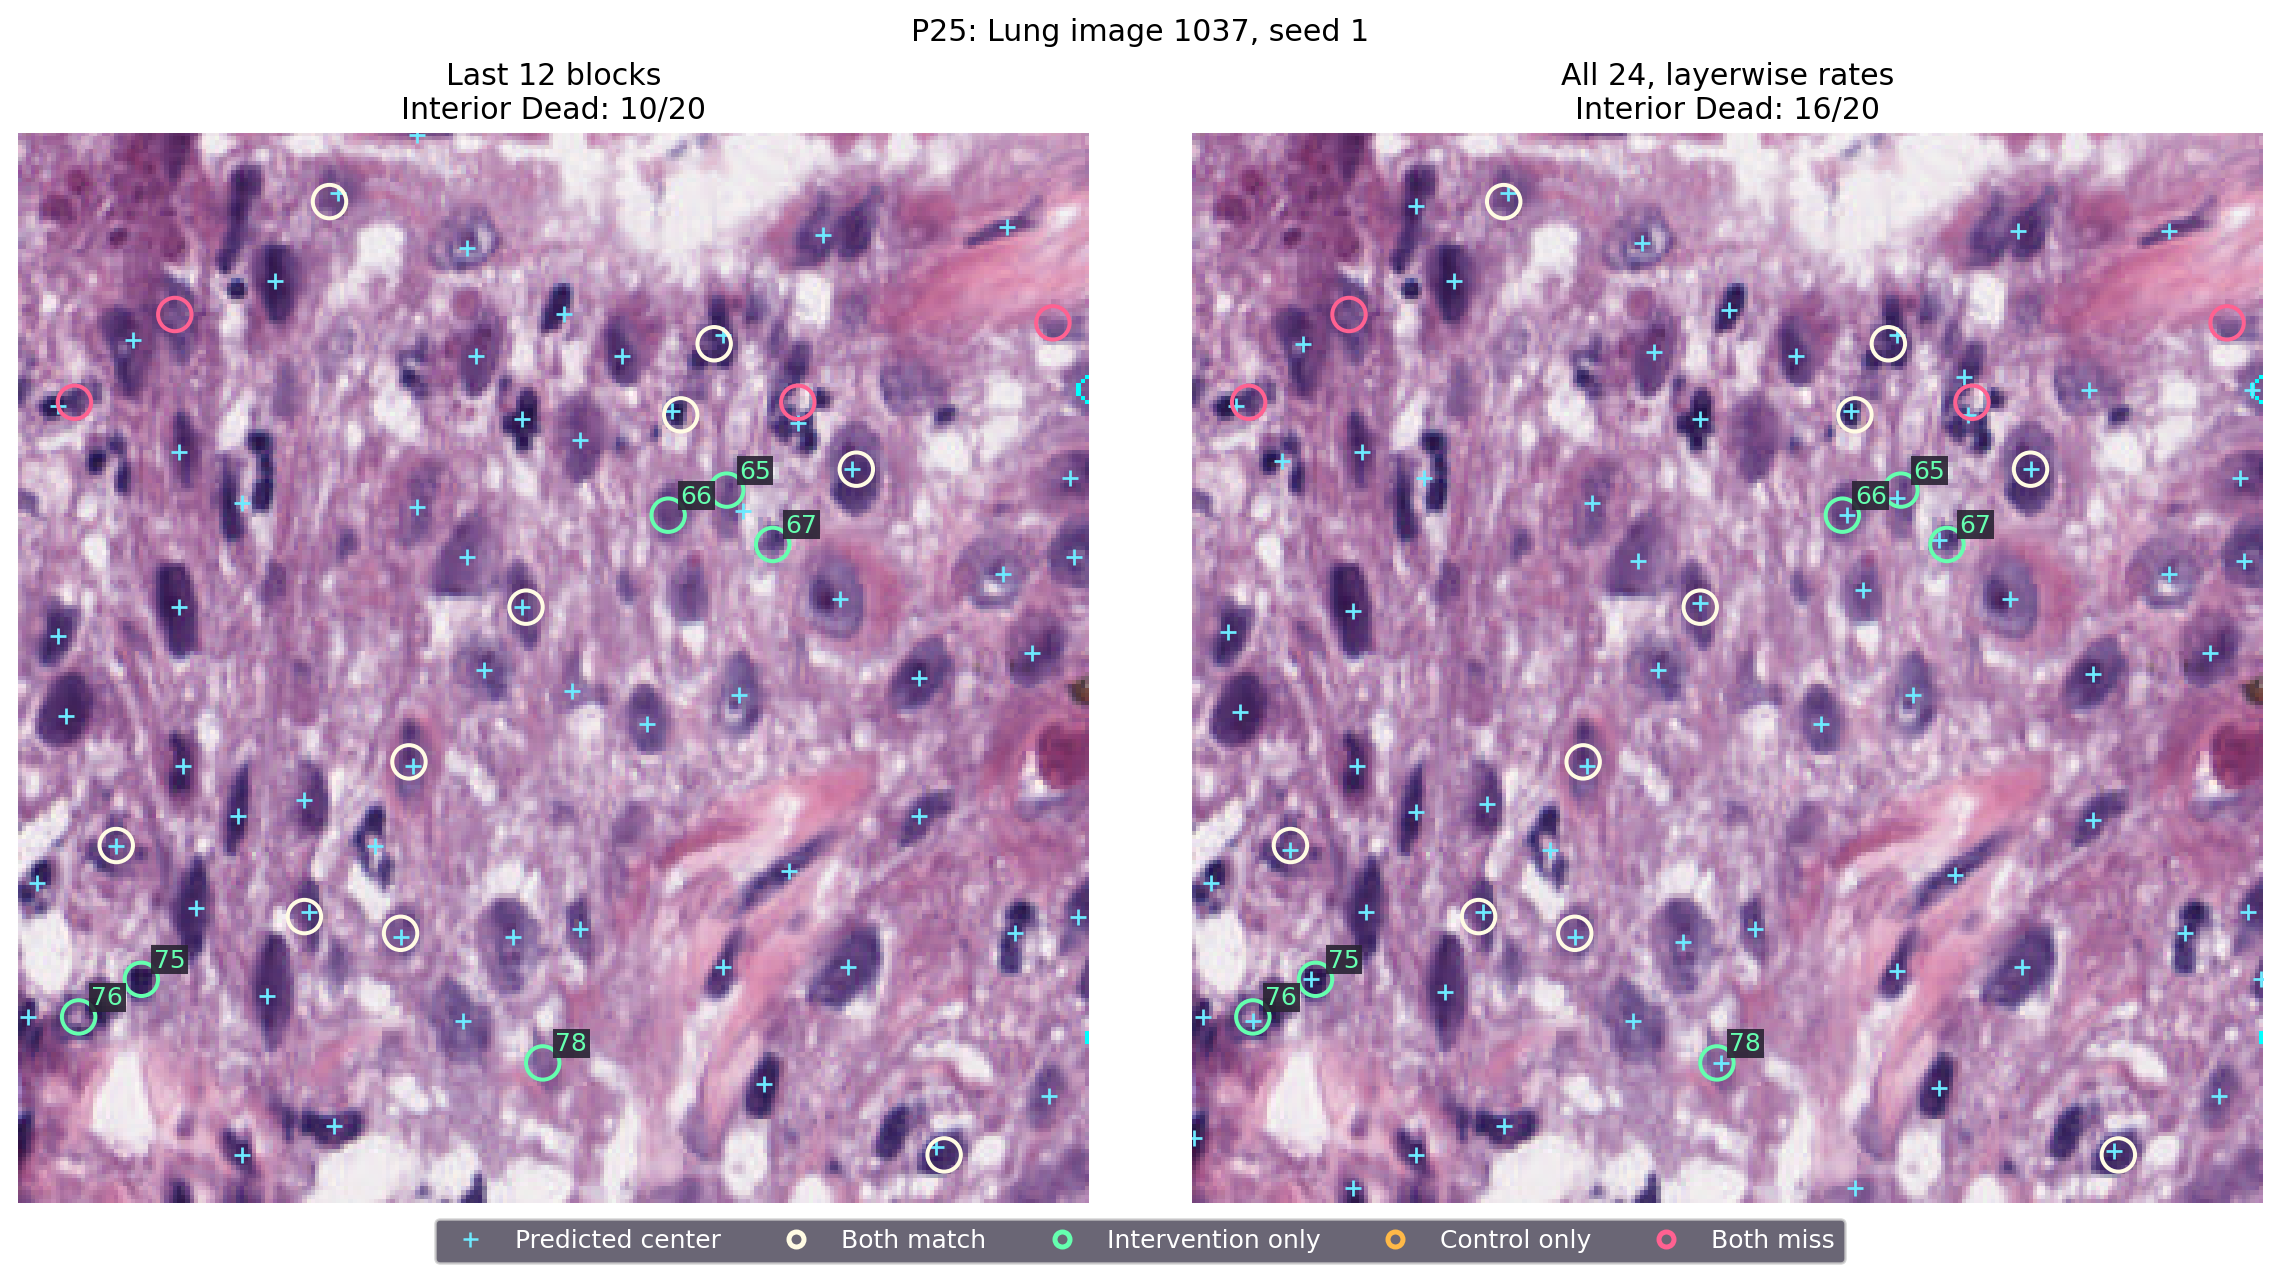 P25: Lung image 1037, seed 1
Last 12 blocks
Interior Dead: 10/20
All 24, layerwise rates
Interior Dead: 16/20
65
66
67
75
76
78
65
66
67
75
76
78
Predicted center
Both match
Intervention only
Control only
Both miss